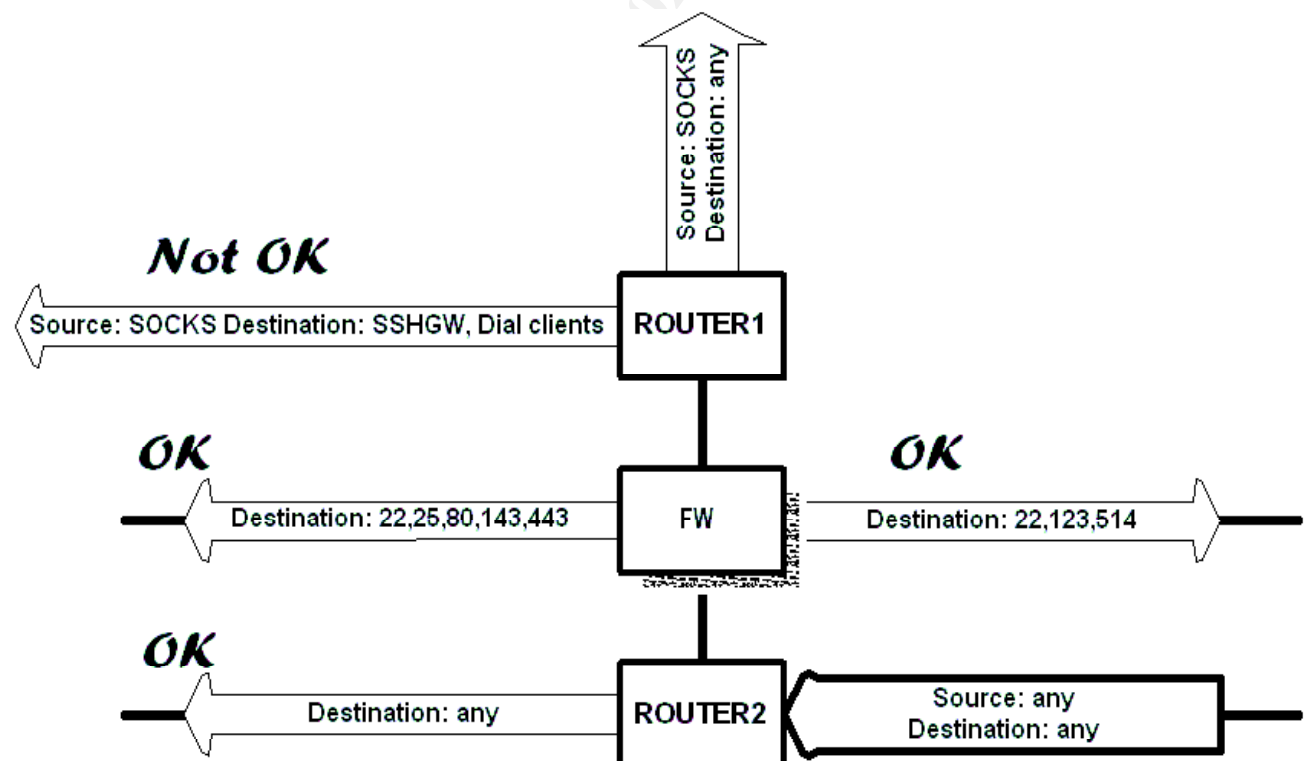 Source: SOCKS
Destination: any
Not OK
Source: SOCKS Destination: SSHGW, Dial clients
ROUTER1
OK
OK
Destination: 22,25,80,143,443
FW
Destination: 22,123,514
OK
Destination: any
ROUTER2
Source: any
Destination: any